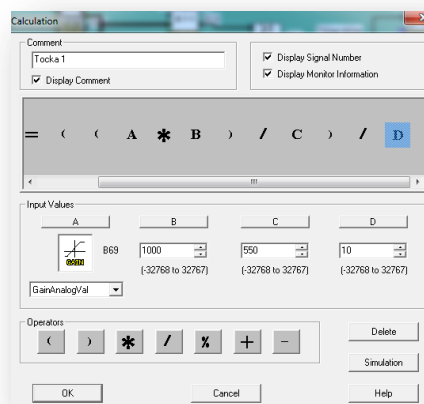 Calculation
Comment
Tocka 1
Display Comment
Display Signal Number
Display Monitor Information
= ( ( A * B ) / C ) / D
Input Values
A B C D
GAIN B69 1000 550 10
(-32768 to 32767) (-32768 to 32767) (-32768 to 32767)
GainAnalogVal
Operators
( ) * / % + -
Delete
Simulation
OK Cancel Help